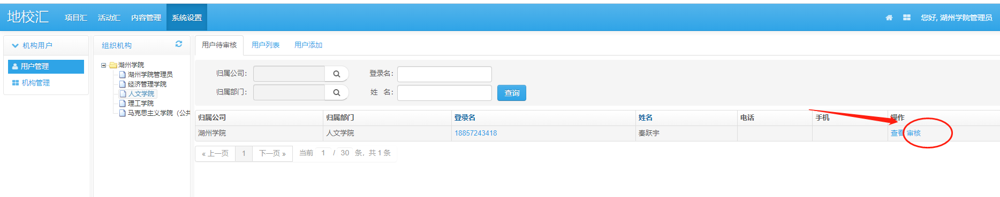 地校汇 项目汇 活动汇 内容管理 系统设置 您好, 湖州学院管理员
机构用户
用户管理
机构管理
组织机构
湖州学院
湖州学院管理员
经济管理学院
人文学院
理工学院
马克思主义学院（公共
用户待审核 用户列表 用户添加
归属公司： 登录名：
归属部门： 姓 名： 查询
归属公司 归属部门 登录名 姓名 电话 手机 操作
湖州学院 人文学院 18857243418 秦跃宇 查看 审核
« 上一页 1 下一页 » 当前 1 / 30 条，共 1 条